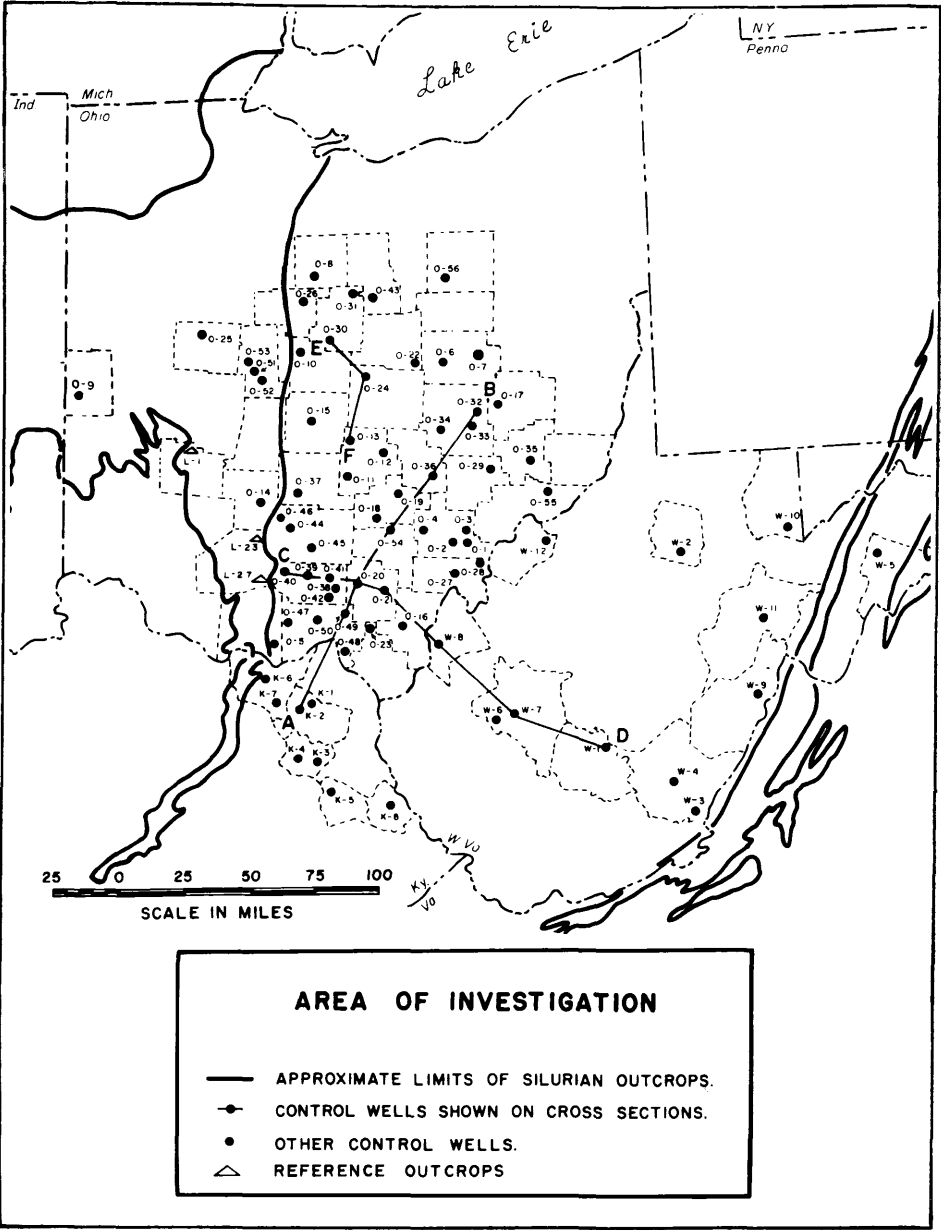 Lake Erie
NY
Penna
Mich
Ind
Ohio
O-8
O-56
O-26
O-31
O-43
O-30
O-25
E
O-53
O-51
O-52
O-10
O-22
O-6
O-7
O-9
O-24
B
O-32
O-17
O-15
O-34
O-33
O-13
F
O-12
O-36
O-29
O-35
O-11
O-37
O-14
O-19
O-55
O-46
O-44
O-18
O-4
O-3
W-10
L-23
O-45
O-54
O-2
O-1
W-12
W-2
W-5
C
O-39
O-41
O-20
O-28
L-27
O-40
O-38
O-27
O-42
O-21
O-47
O-16
W-11
O-50
O-49
O-5
O-48
O-23
W-8
K-6
W-9
K-7
K-1
A
K-2
W-6
W-7
D
W-1
K-4
K-3
W-4
K-5
W-3
K-8
W Va
Ky
Va
25 0 25 50 75 100
SCALE IN MILES
AREA OF INVESTIGATION
APPROXIMATE LIMITS OF SILURIAN OUTCROPS.
CONTROL WELLS SHOWN ON CROSS SECTIONS.
OTHER CONTROL WELLS.
REFERENCE OUTCROPS